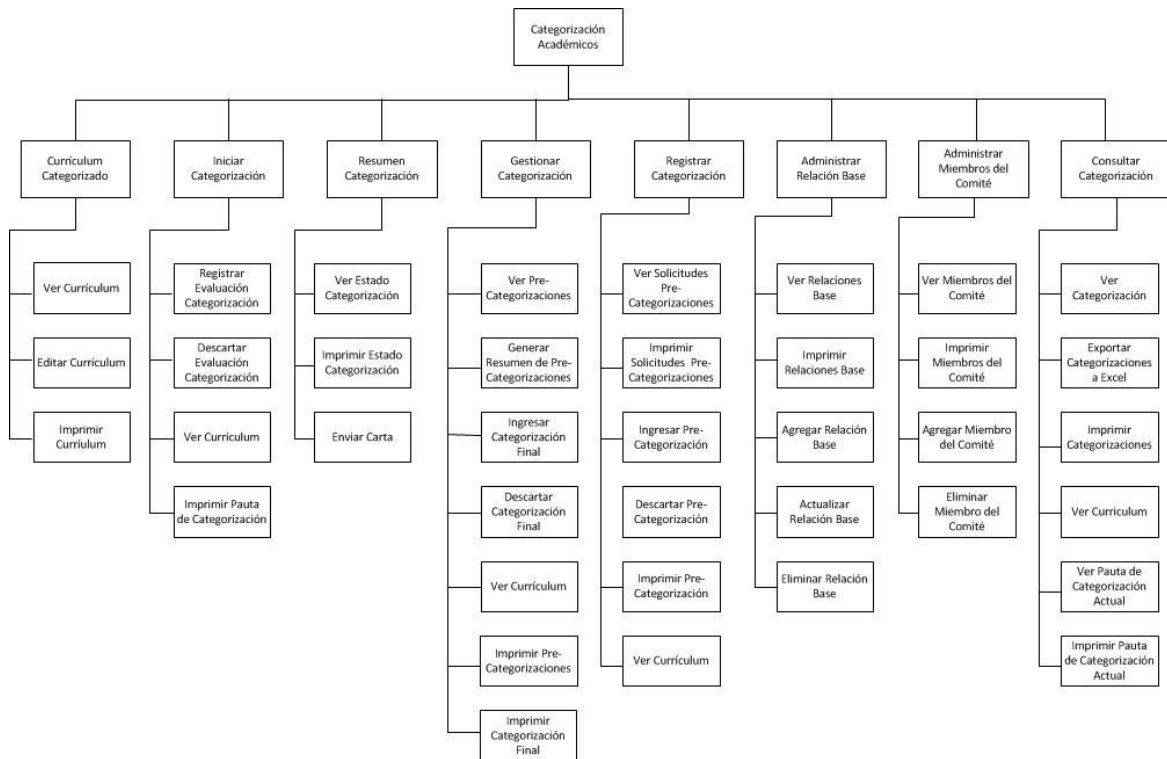 Categorización
Académicos
Currículum
Categorizado
Iniciar
Categorización
Resumen
Categorización
Gestionar
Categorización
Registrar
Categorización
Administrar
Relación Base
Administrar
Miembros del
Comité
Consultar
Categorización
Ver Currículum
Editar Currículum
Imprimir
Currílulum
Registrar
Evaluación
Categorización
Descartar
Evaluación
Categorización
Ver Curriculum
Imprimir Pauta
de Categorización
Ver Estado
Categorización
Imprimir Estado
Categorización
Enviar Carta
Ver Pre-
Categorizaciones
Generar
Resumen de Pre-
Categorizaciones
Ingresar
Categorización
Final
Descartar
Categorización
Final
Ver Currículum
Imprimir Pre-
Categorizaciones
Imprimir
Categorización
Final
Ver Solicitudes
Pre-
Categorizaciones
Imprimir
Solicitudes Pre-
Categorizaciones
Ingresar Pre-
Categorización
Descartar Pre-
Categorización
Imprimir Pre-
Categorización
Ver Currículum
Ver Relaciones
Base
Imprimir
Relaciones Base
Agregar Relación
Base
Actualizar
Relación Base
Eliminar Relación
Base
Ver Miembros del
Comité
Imprimir
Miembros del
Comité
Agregar Miembro
del Comité
Eliminar
Miembro del
Comité
Ver
Categorización
Exportar
Categorizaciones
a Excel
Imprimir
Categorizaciones
Ver Curriculum
Ver Pauta de
Categorización
Actual
Imprimir Pauta
de Categorización
Actual